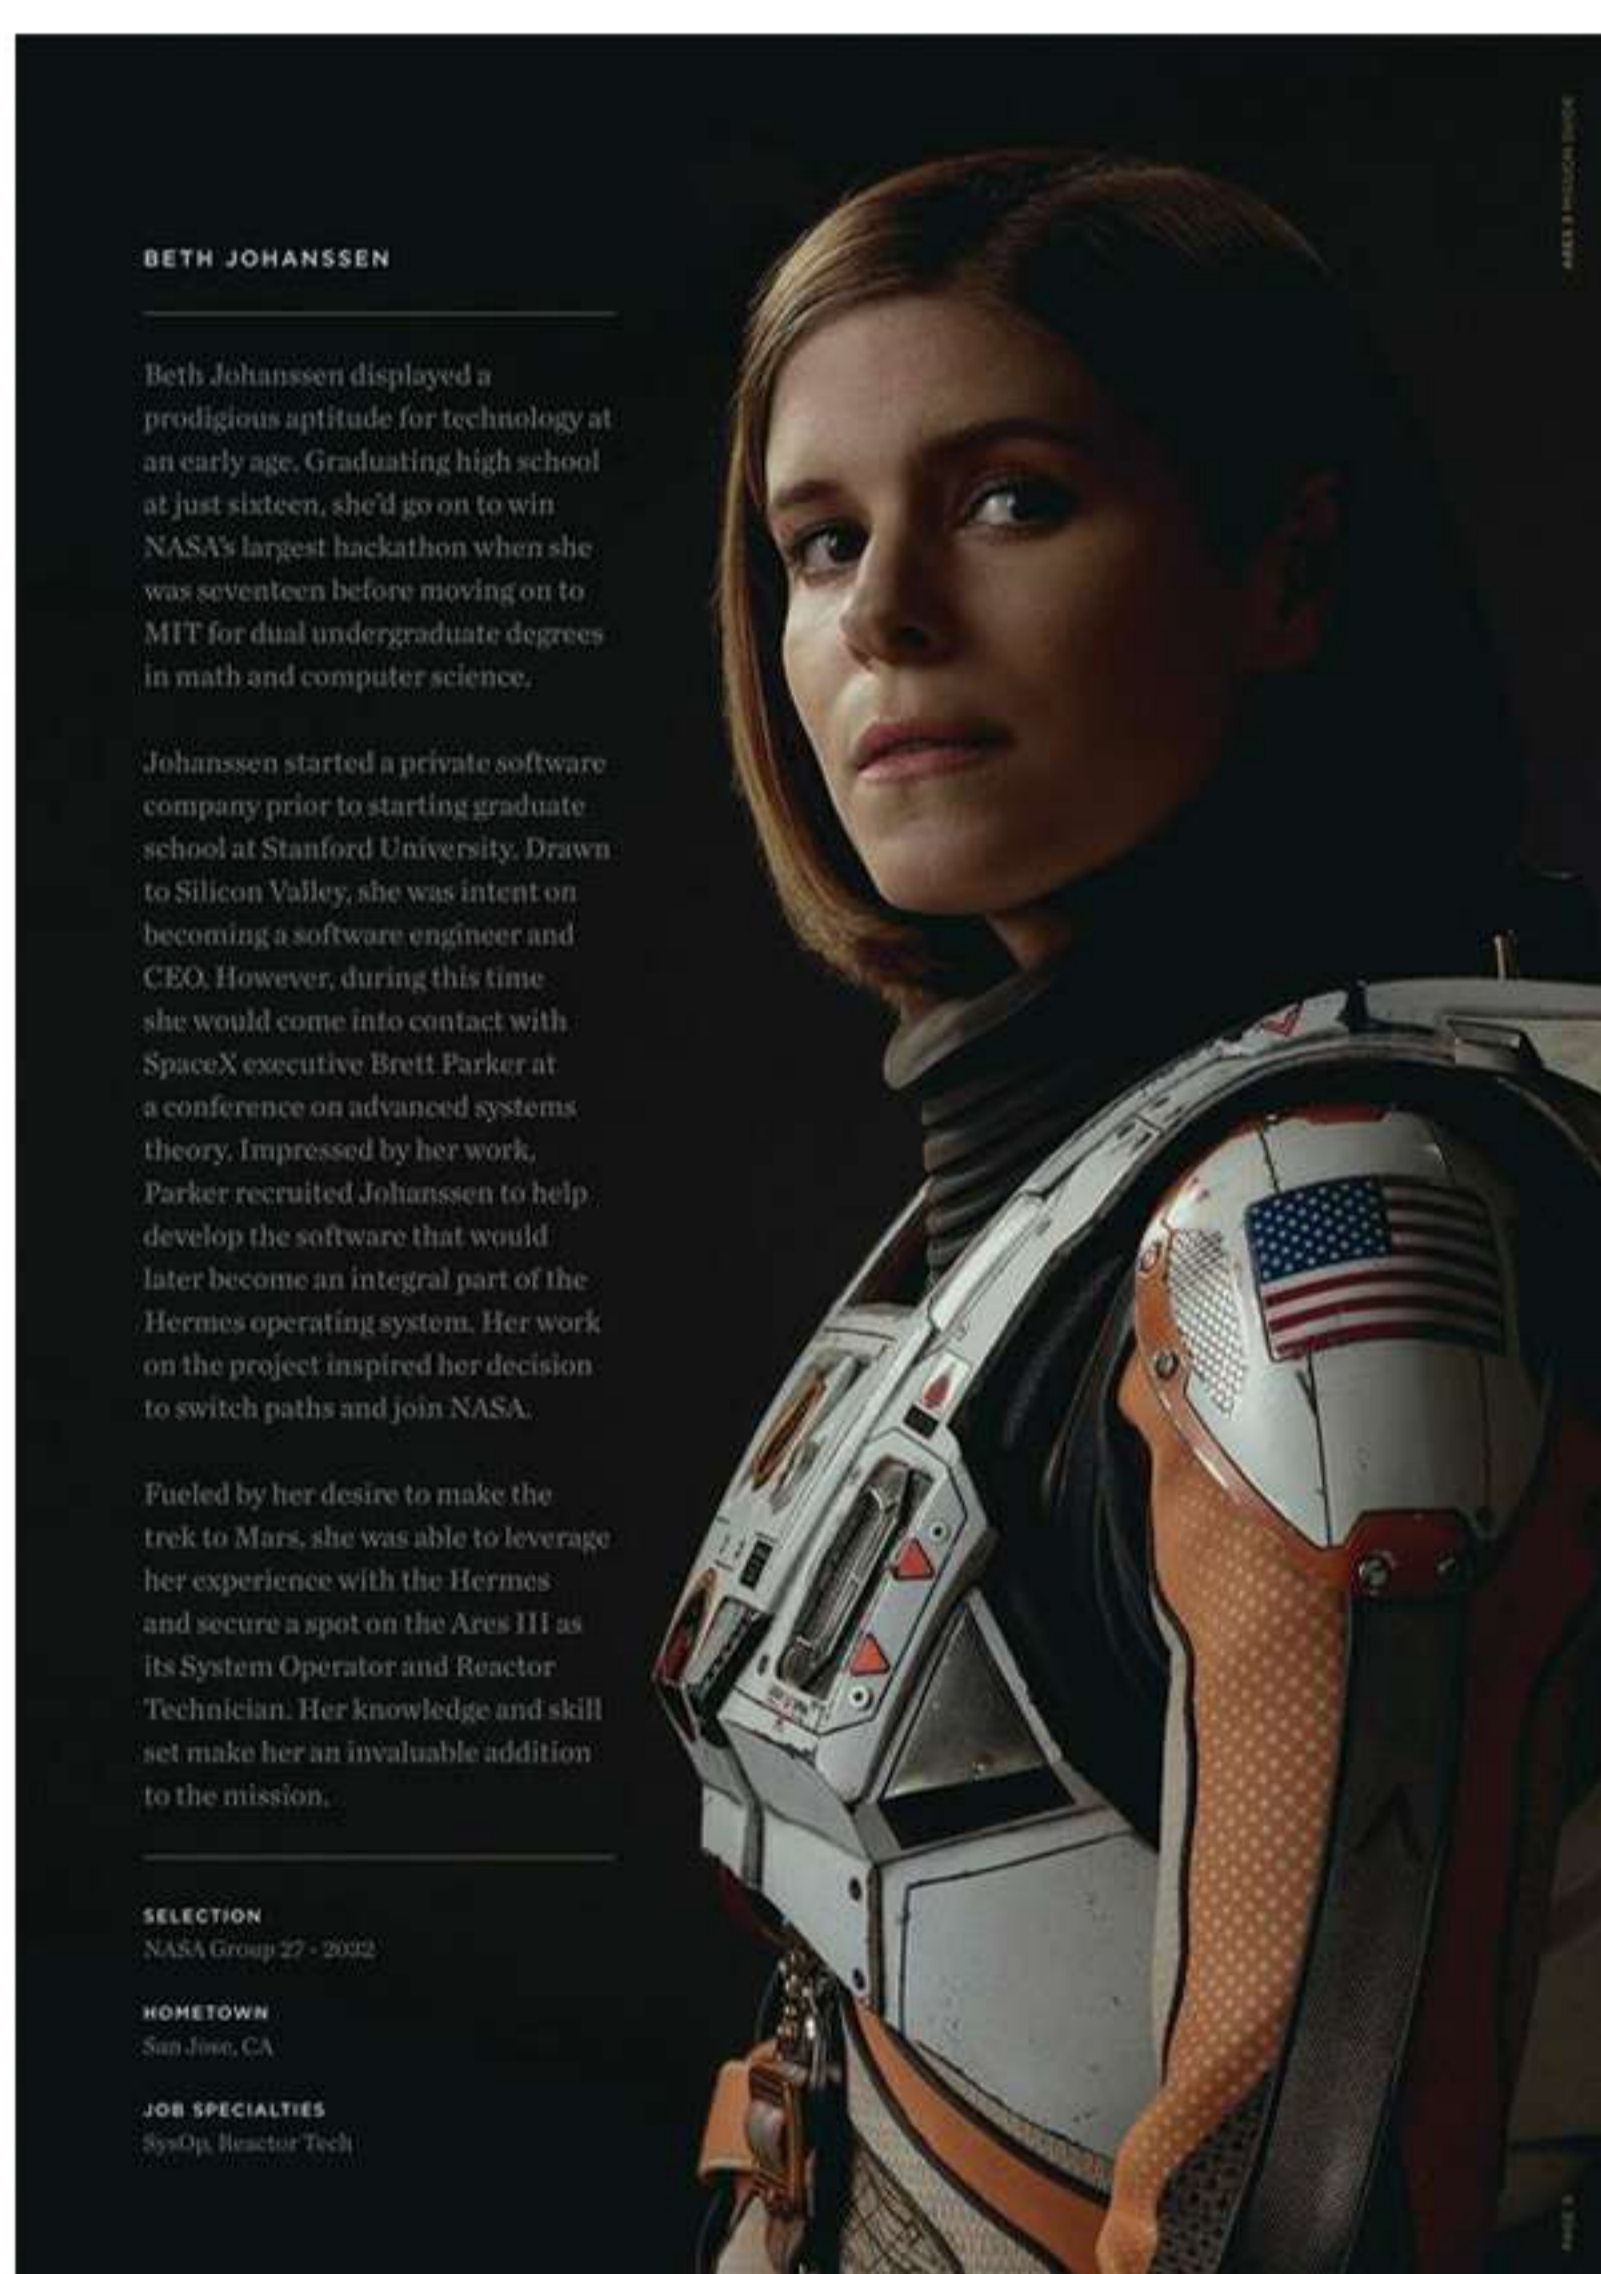 ARES 3 MISSION GUIDE
BETH JOHANSSEN
Beth Johanssen displayed a
prodigious aptitude for technology at
an early age. Graduating high school
at just sixteen, she'd go on to win
NASA's largest hackathon when she
was seventeen before moving on to
MIT for dual undergraduate degrees
in math and computer science.
Johanssen started a private software
company prior to starting graduate
school at Stanford University. Drawn
to Silicon Valley, she was intent on
becoming a software engineer and
CEO. However, during this time
she would come into contact with
SpaceX executive Brett Parker at
a conference on advanced systems
theory. Impressed by her work,
Parker recruited Johanssen to help
develop the software that would
later become an integral part of the
Hermes operating system. Her work
on the project inspired her decision
to switch paths and join NASA.
Fueled by her desire to make the
trek to Mars, she was able to leverage
her experience with the Hermes
and secure a spot on the Ares III as
its System Operator and Reactor
Technician. Her knowledge and skill
set make her an invaluable addition
to the mission.
SELECTION
NASA Group 27 - 2032
HOMETOWN
San Jose, CA
JOB SPECIALTIES
SysOp, Reactor Tech